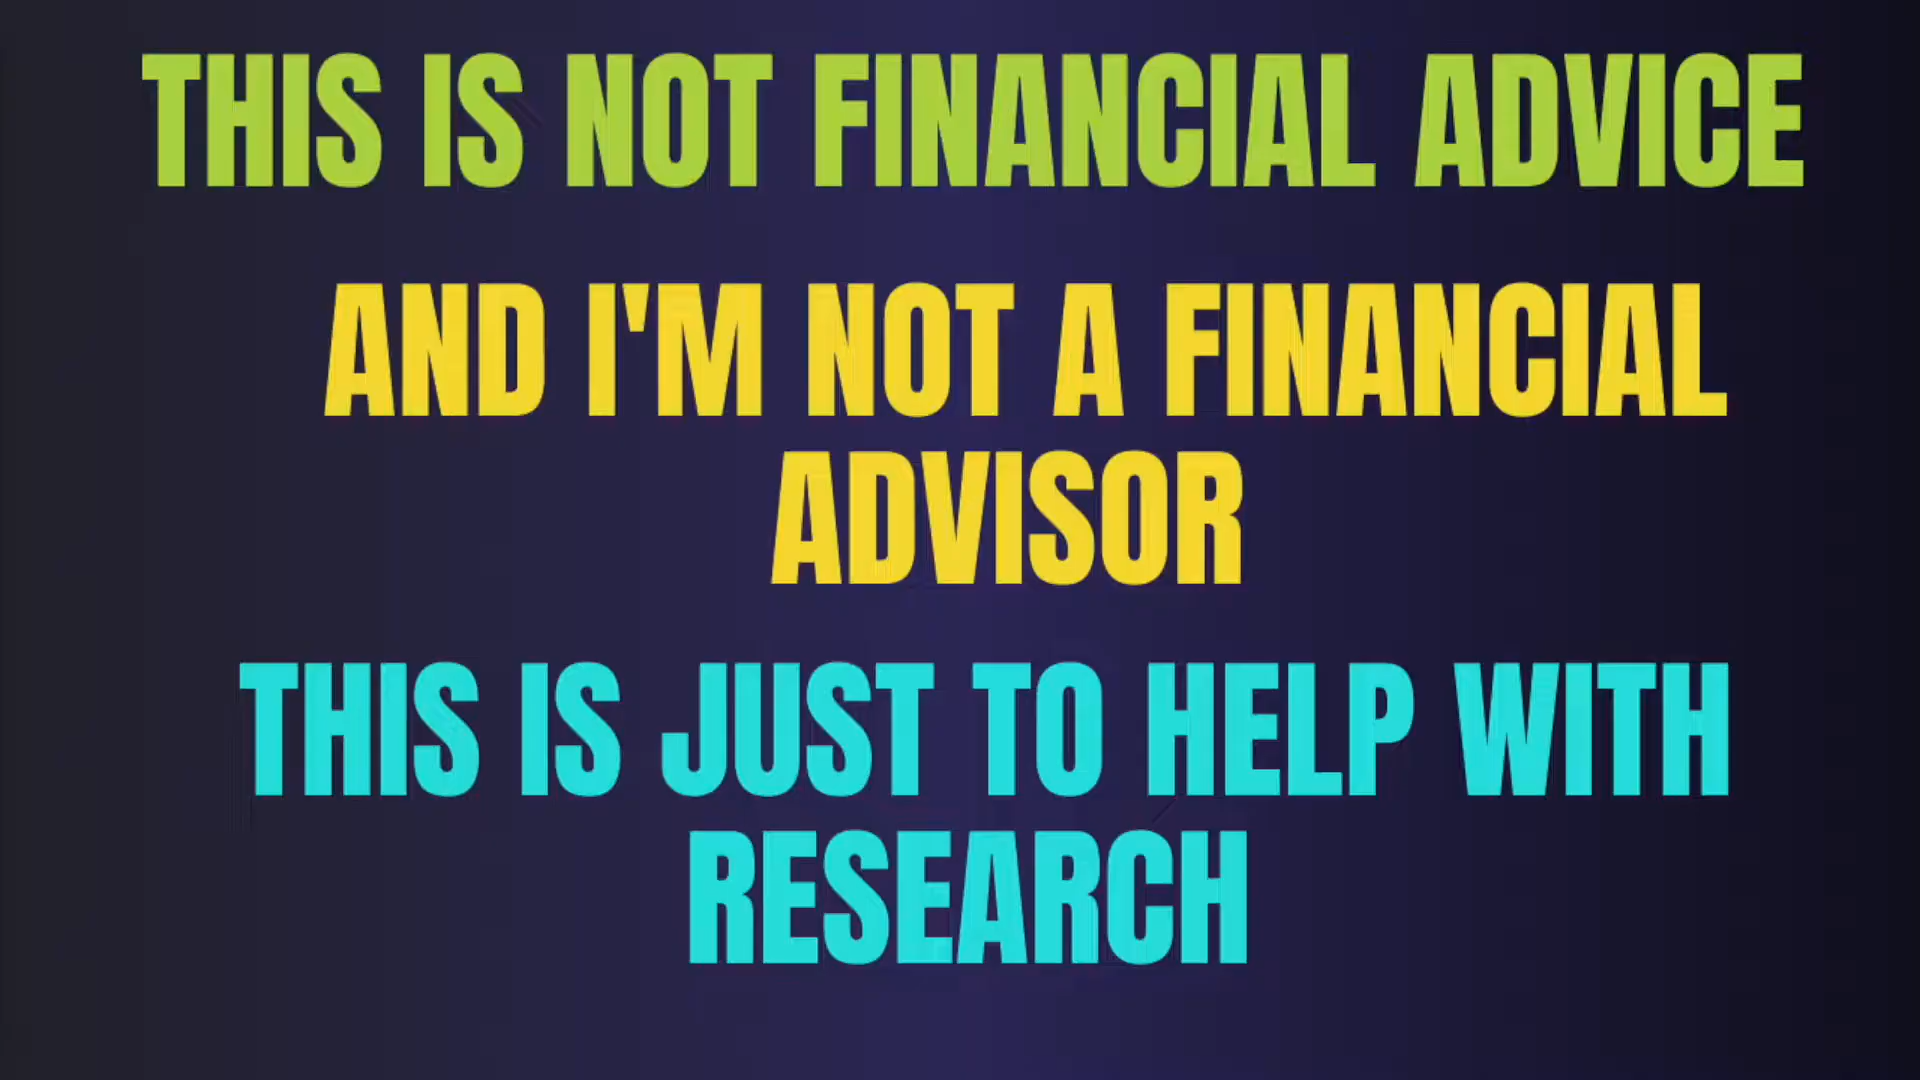 THIS IS NOT FINANCIAL ADVICE
AND I'M NOT A FINANCIAL
ADVISOR
THIS IS JUST TO HELP WITH
RESEARCH